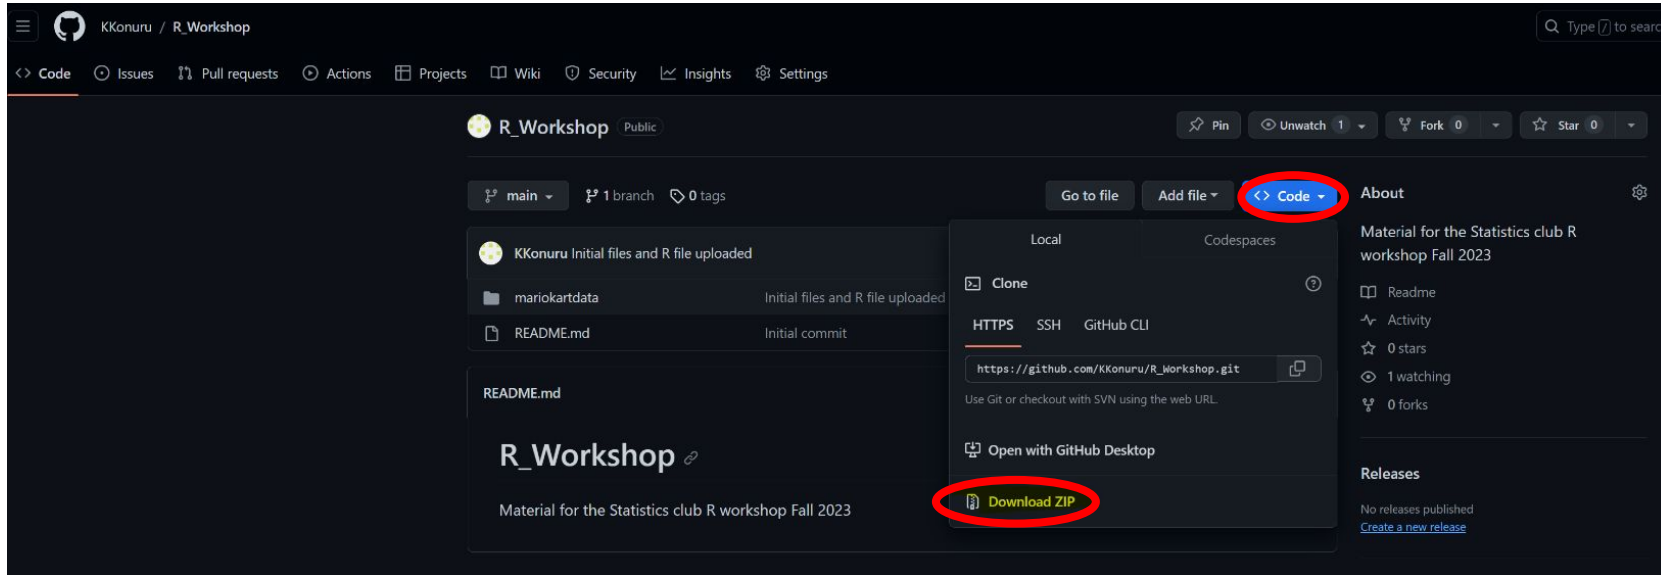 KKonuru / R_Workshop
Type / to searc
<> Code Issues Pull requests Actions Projects Wiki Security Insights Settings
R_Workshop Public
Pin Unwatch 1 Fork 0 Star 0
main 1 branch 0 tags
Go to file Add file <> Code
About
Material for the Statistics club R
workshop Fall 2023
Readme
Activity
0 stars
1 watching
0 forks
Releases
No releases published
Create a new release
KKonuru Initial files and R file uploaded
mariokartdata Initial files and R file uploaded
README.md Initial commit
Local Codespaces
Clone
HTTPS SSH GitHub CLI
https://github.com/KKonuru/R_Workshop.git
Use Git or checkout with SVN using the web URL.
Open with GitHub Desktop
Download ZIP
README.md
R_Workshop
Material for the Statistics club R workshop Fall 2023